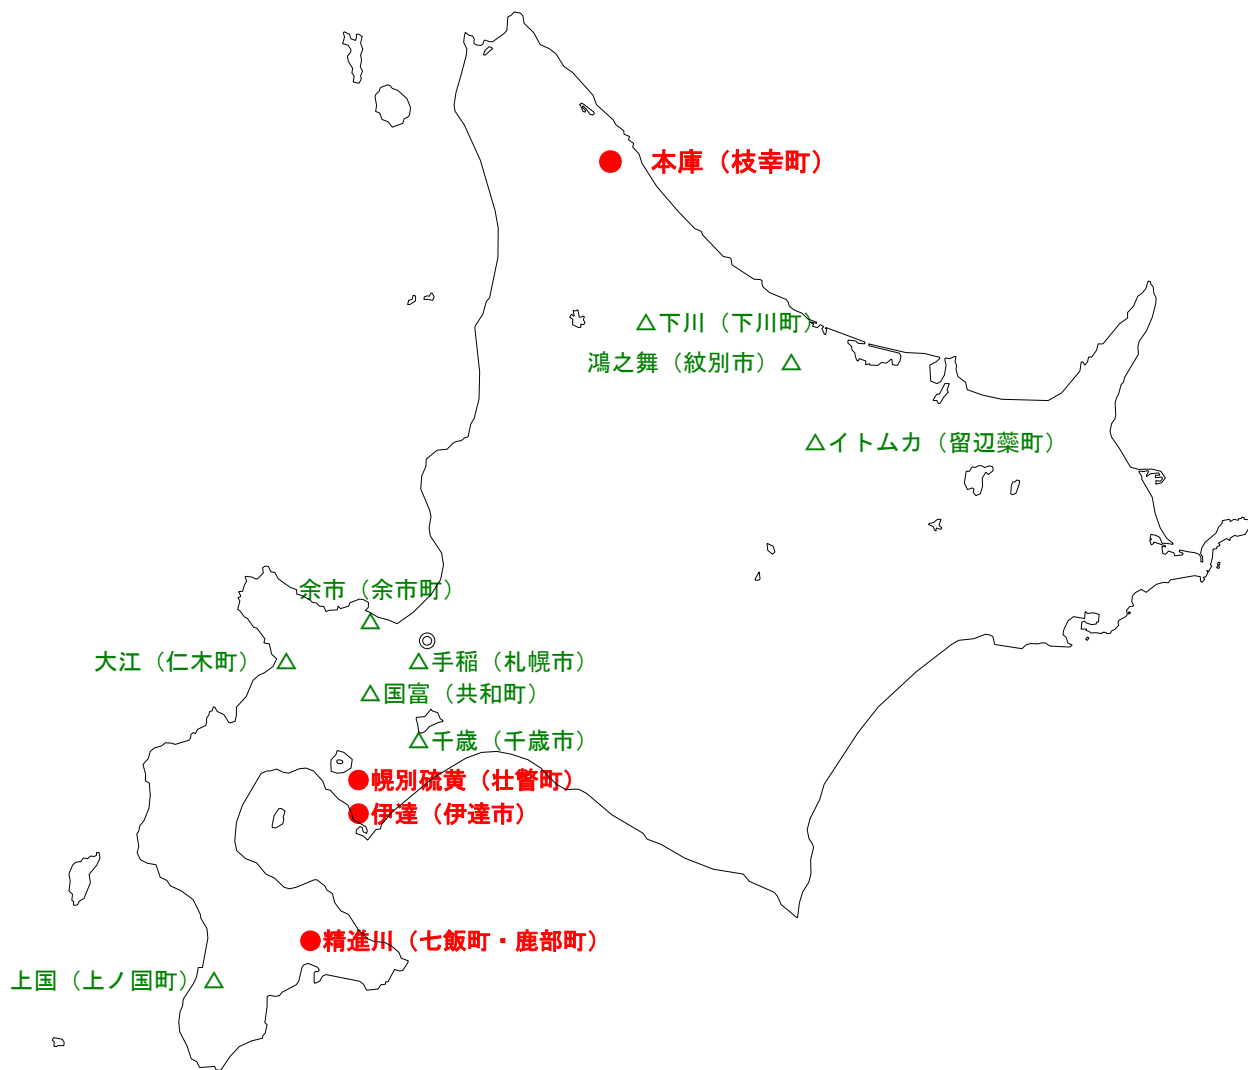 本庫（枝幸町）
△下川（下川町）
鴻之舞（紋別市）△
△イトムカ（留辺蘂町）
余市（余市町）
△
大江（仁木町） △
△手稲（札幌市）
△国富（共和町）
△千歳（千歳市）
●幌別硫黄（壮瞥町）
●伊達（伊達市）
●精進川（七飯町・鹿部町）
上国（上ノ国町）△